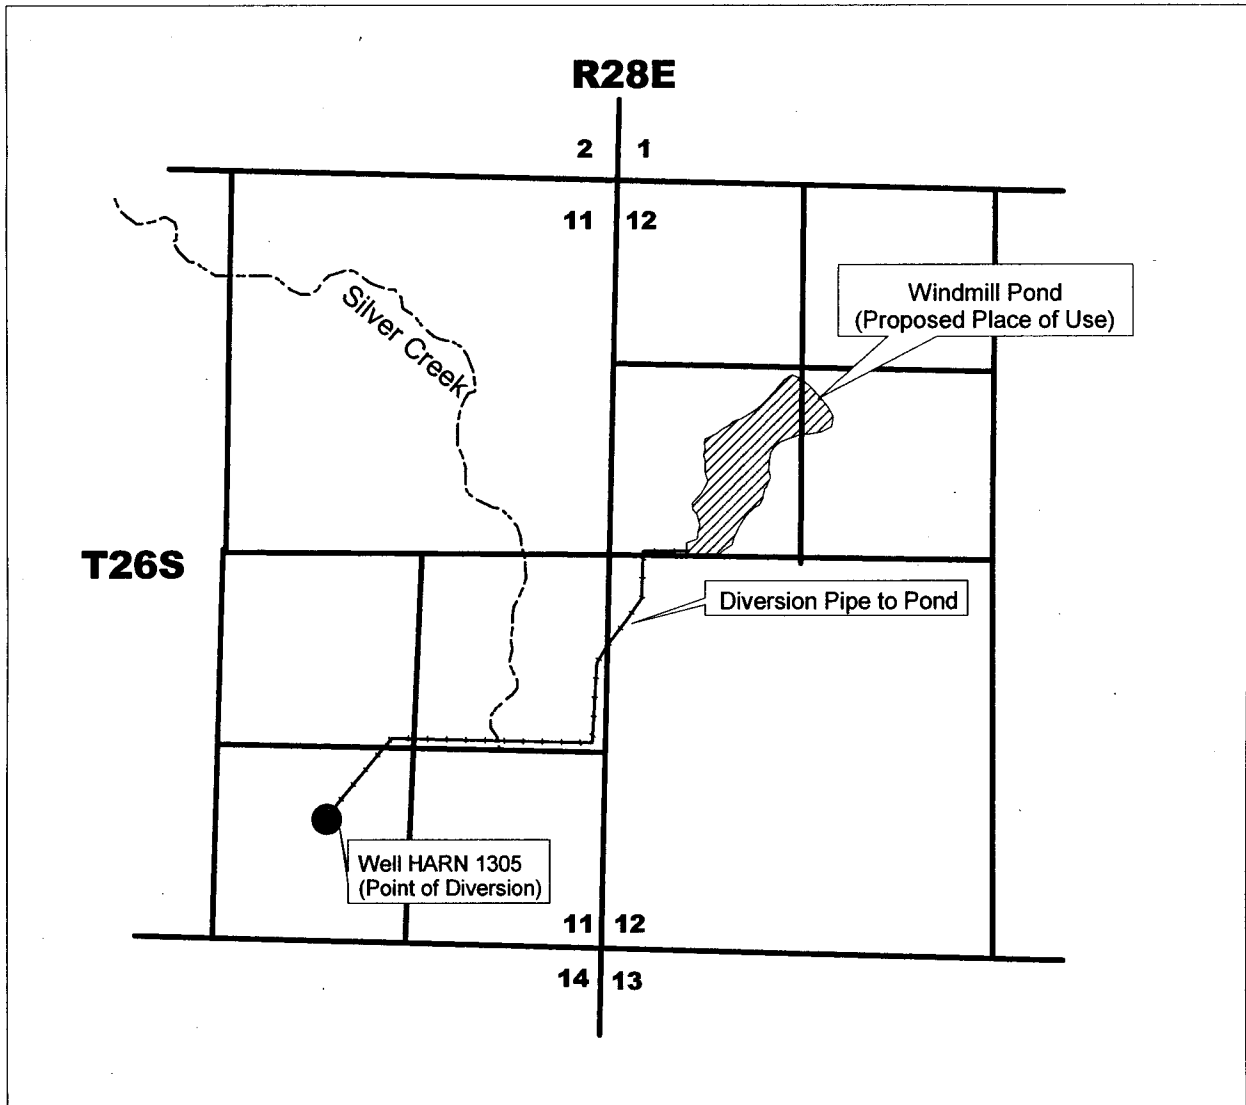 R28E
2 1
11 12
Windmill Pond
(Proposed Place of Use)
Silver Creek
T26S
Diversion Pipe to Pond
Well HARN 1305
(Point of Diversion)
11 12
14 13